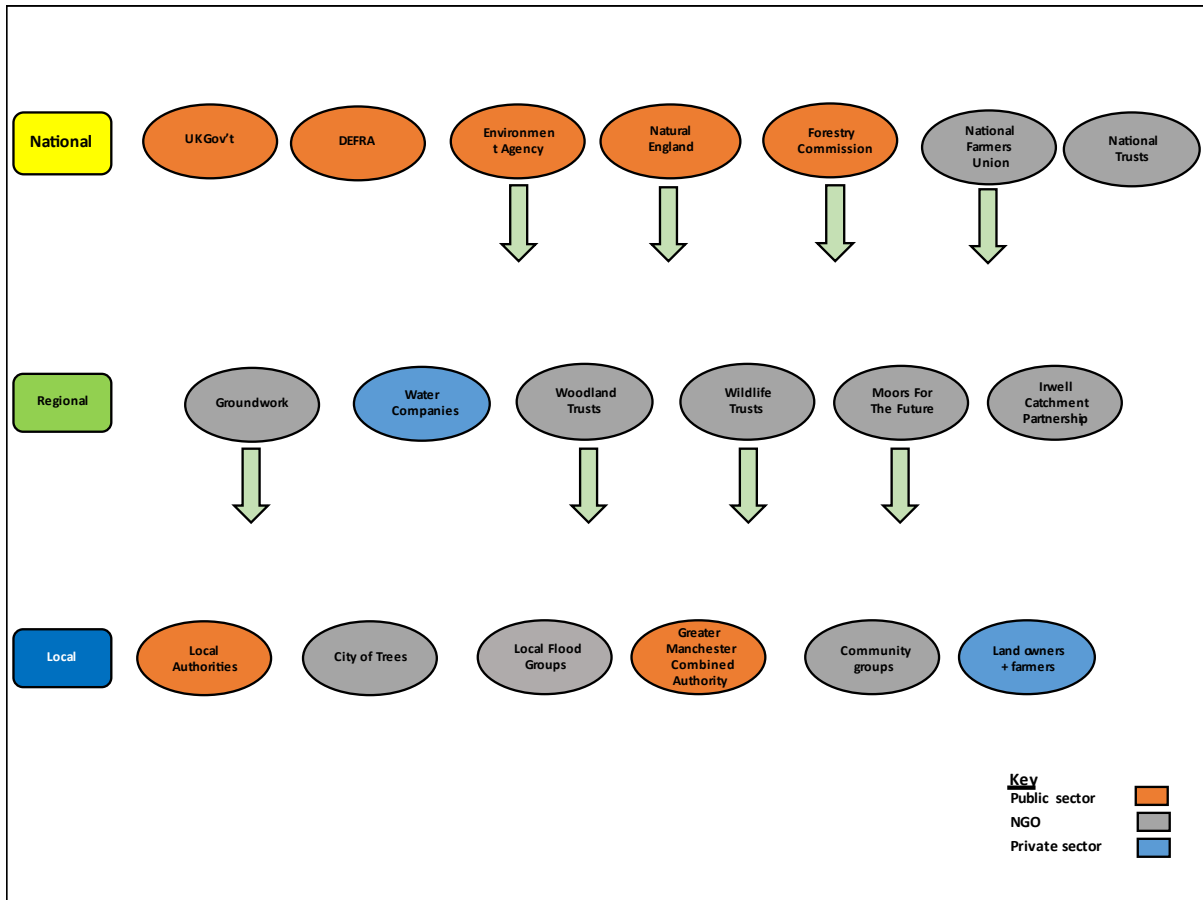 National
UKGov't
DEFRA
Environmen
t Agency
Natural
England
Forestry
Commission
National
Farmers
Union
National
Trusts
Regional
Groundwork
Water
Companies
Woodland
Trusts
Wildlife
Trusts
Moors For
The Future
Irwell
Catchment
Partnership
Local
Local
Authorities
City of Trees
Local Flood
Groups
Greater
Manchester
Combined
Authority
Community
groups
Land owners
+ farmers
Key
Public sector
NGO
Private sector